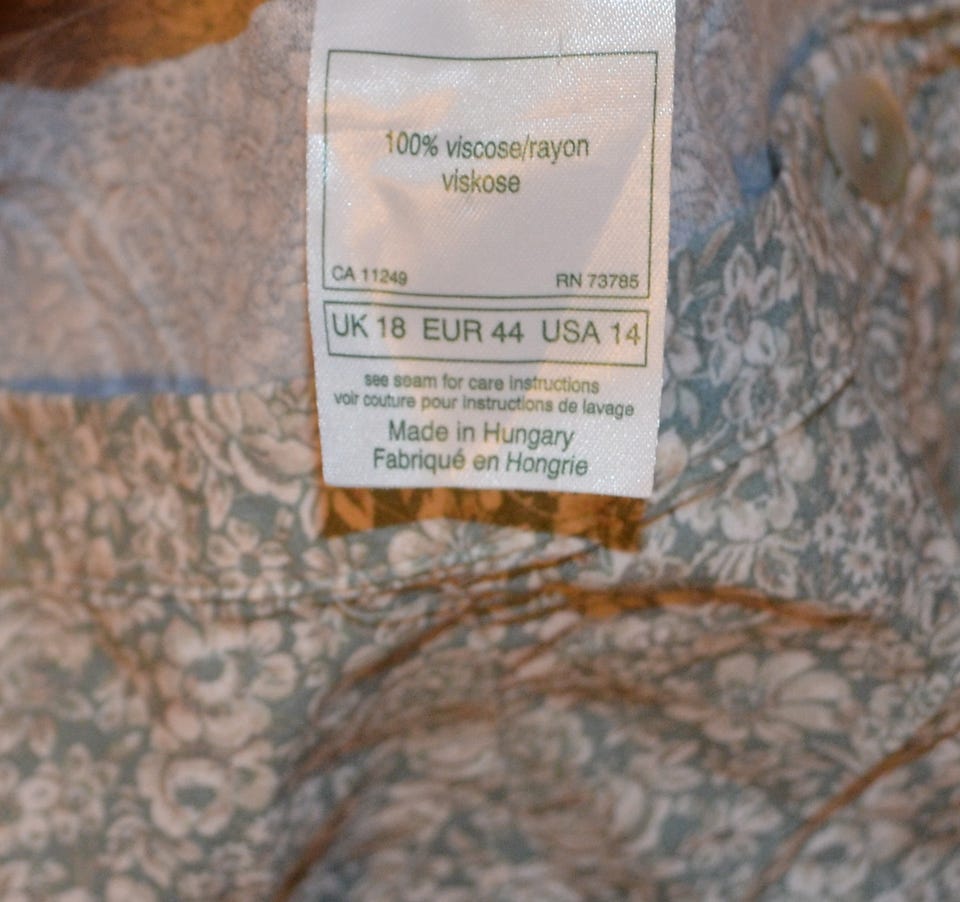 100% viscose/rayon
viskose
CA 11249 RN 73785
UK 18 EUR 44 USA 14
see seam for care instructions
voir couture pour instructions de lavage
Made in Hungary
Fabriqué en Hongrie